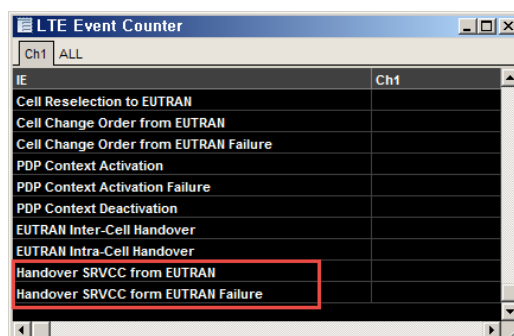 LTE Event Counter
Ch1 ALL
IE Ch1
Cell Reselection to EUTRAN
Cell Change Order from EUTRAN
Cell Change Order from EUTRAN Failure
PDP Context Activation
PDP Context Activation Failure
PDP Context Deactivation
EUTRAN Inter-Cell Handover
EUTRAN Intra-Cell Handover
Handover SRVCC from EUTRAN
Handover SRVCC form EUTRAN Failure